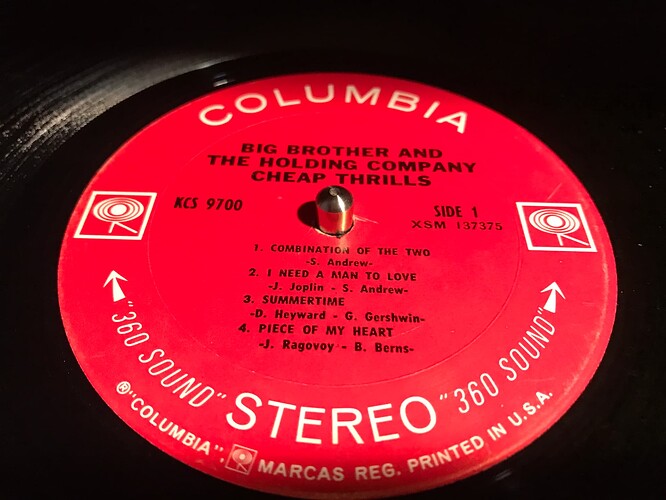 COLUMBIA
BIG BROTHER AND
THE HOLDING COMPANY
CHEAP THRILLS
KCS 9700
SIDE 1
XSM 137375
1. COMBINATION OF THE TWO
-S. Andrew-
2. I NEED A MAN TO LOVE
-J. Joplin - S. Andrew-
3. SUMMERTIME
-D. Heyward - G. Gershwin-
4. PIECE OF MY HEART
-J. Ragovoy - B. Berns-
"360 SOUND" STEREO "360 SOUND"
®"COLUMBIA", MARCAS REG. PRINTED IN U.S.A.